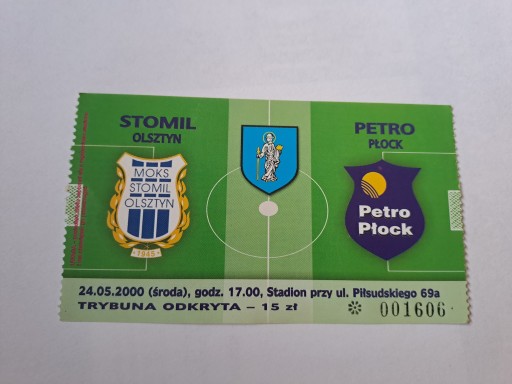 STOMIL
OLSZTYN
PETRO
PŁOCK
MOKS
STOMIL
OLSZTYN
1945
Petro
Płock
24.05.2000 (środa), godz. 17.00, Stadion przy ul. Piłsudskiego 69a
TRYBUNA ODKRYTA – 15 zł
001606